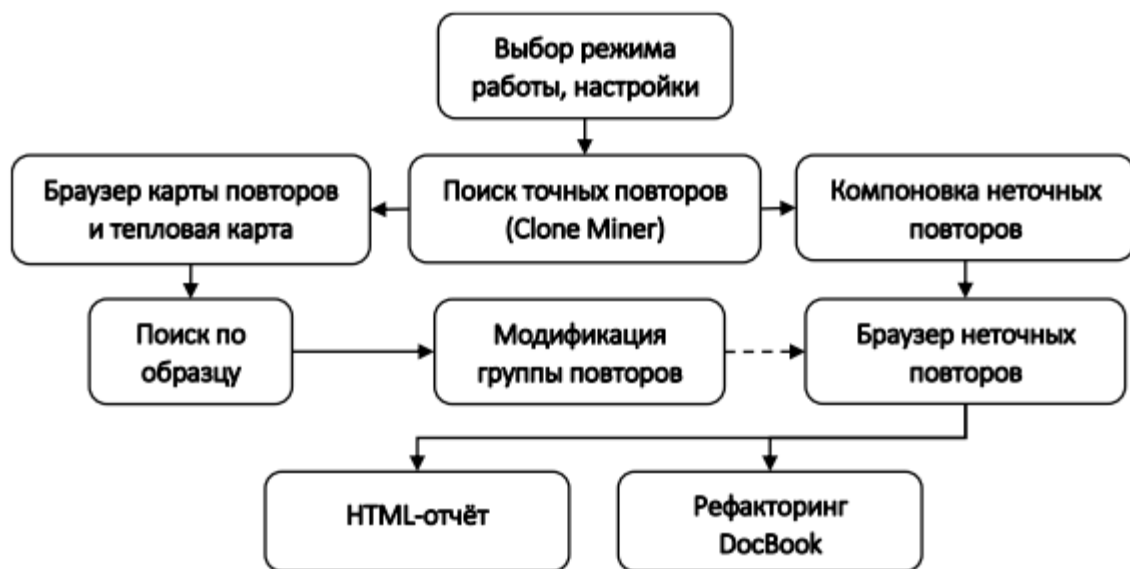 Выбор режима
работы, настройки
Браузер карты повторов
и тепловая карта
Поиск точных повторов
(Clone Miner)
Компоновка неточных
повторов
Поиск по
образцу
Модификация
группы повторов
Браузер неточных
повторов
HTML-отчёт
Рефакторинг
DocBook